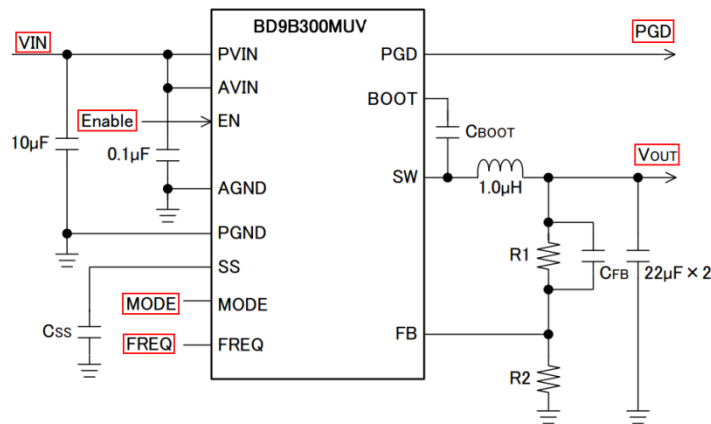 BD9B300MUV
VIN
PGD
PVIN
PGD
AVIN
BOOT
Enable
EN
10µF
0.1µF
CBOOT
VOUT
SW
1.0µH
AGND
PGND
SS
R1
CFB
22µF×2
MODE
MODE
CSS
FB
FREQ
FREQ
R2